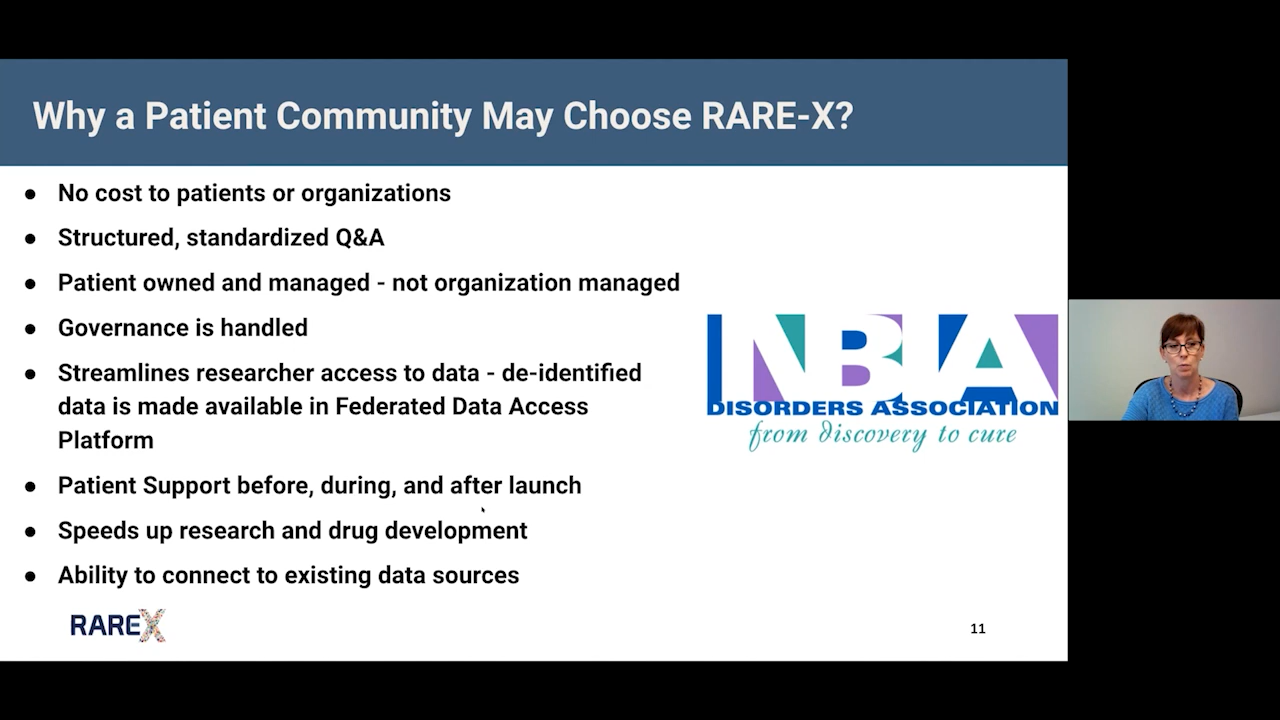 Why a Patient Community May Choose RARE-X?
● No cost to patients or organizations
● Structured, standardized Q&A
● Patient owned and managed - not organization managed
● Governance is handled
● Streamlines researcher access to data - de-identified
data is made available in Federated Data Access
Platform
● Patient Support before, during, and after launch
● Speeds up research and drug development
● Ability to connect to existing data sources
NBIA
DISORDERS ASSOCIATION
from discovery to cure
RAREX
11